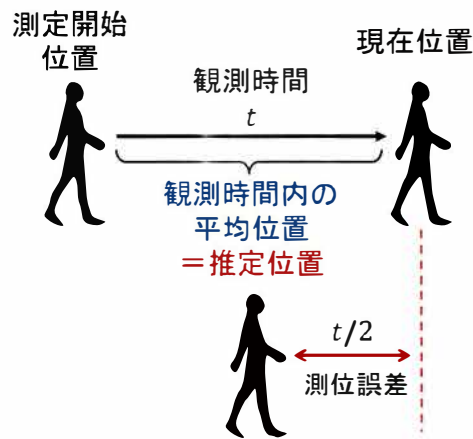 測定開始
位置
現在位置
観測時間
t
観測時間内の
平均位置
＝推定位置
t/2
測位誤差